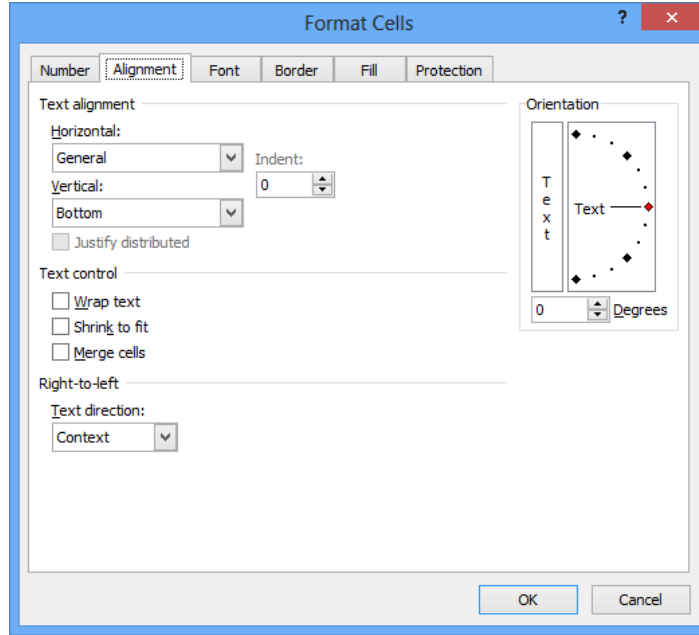 Format Cells
?
×
Number Alignment Font Border Fill Protection
Text alignment
Horizontal:
General
Indent:
0
Vertical:
Bottom
Justify distributed
Text control
Wrap text
Shrink to fit
Merge cells
Right-to-left
Text direction:
Context
Orientation
Text
Text
0 Degrees
OK Cancel